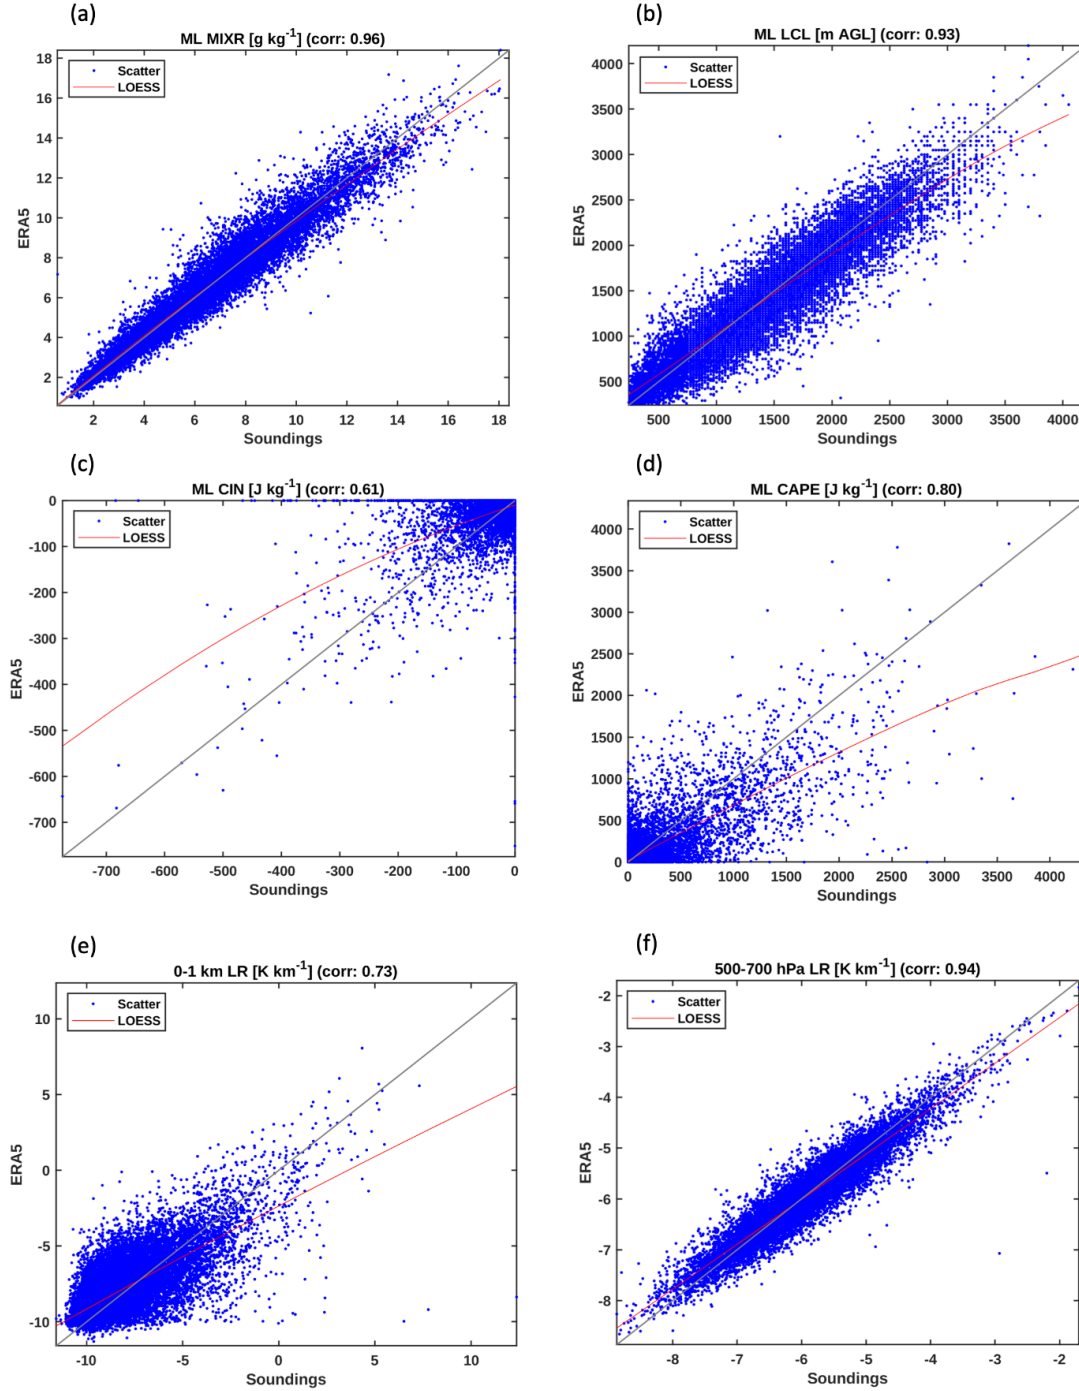 (a)
ML MIXR [g kg-1] (corr: 0.96)
Scatter
LOESS
18
16
14
12
10
8
6
4
2
ERA5
2 4 6 8 10 12 14 16 18
Soundings
(b)
ML LCL [m AGL] (corr: 0.93)
Scatter
LOESS
4000
3500
3000
2500
2000
1500
1000
500
ERA5
500 1000 1500 2000 2500 3000 3500 4000
Soundings
(c)
ML CIN [J kg-1] (corr: 0.61)
Scatter
LOESS
0
-100
-200
-300
-400
-500
-600
-700
ERA5
-700 -600 -500 -400 -300 -200 -100 0
Soundings
(d)
ML CAPE [J kg-1] (corr: 0.80)
Scatter
LOESS
4000
3500
3000
2500
2000
1500
1000
500
0
ERA5
0 500 1000 1500 2000 2500 3000 3500 4000
Soundings
(e)
0-1 km LR [K km-1] (corr: 0.73)
Scatter
LOESS
10
5
0
-5
-10
ERA5
-10 -5 0 5 10
Soundings
(f)
500-700 hPa LR [K km-1] (corr: 0.94)
Scatter
LOESS
-2
-3
-4
-5
-6
-7
-8
ERA5
-8 -7 -6 -5 -4 -3 -2
Soundings